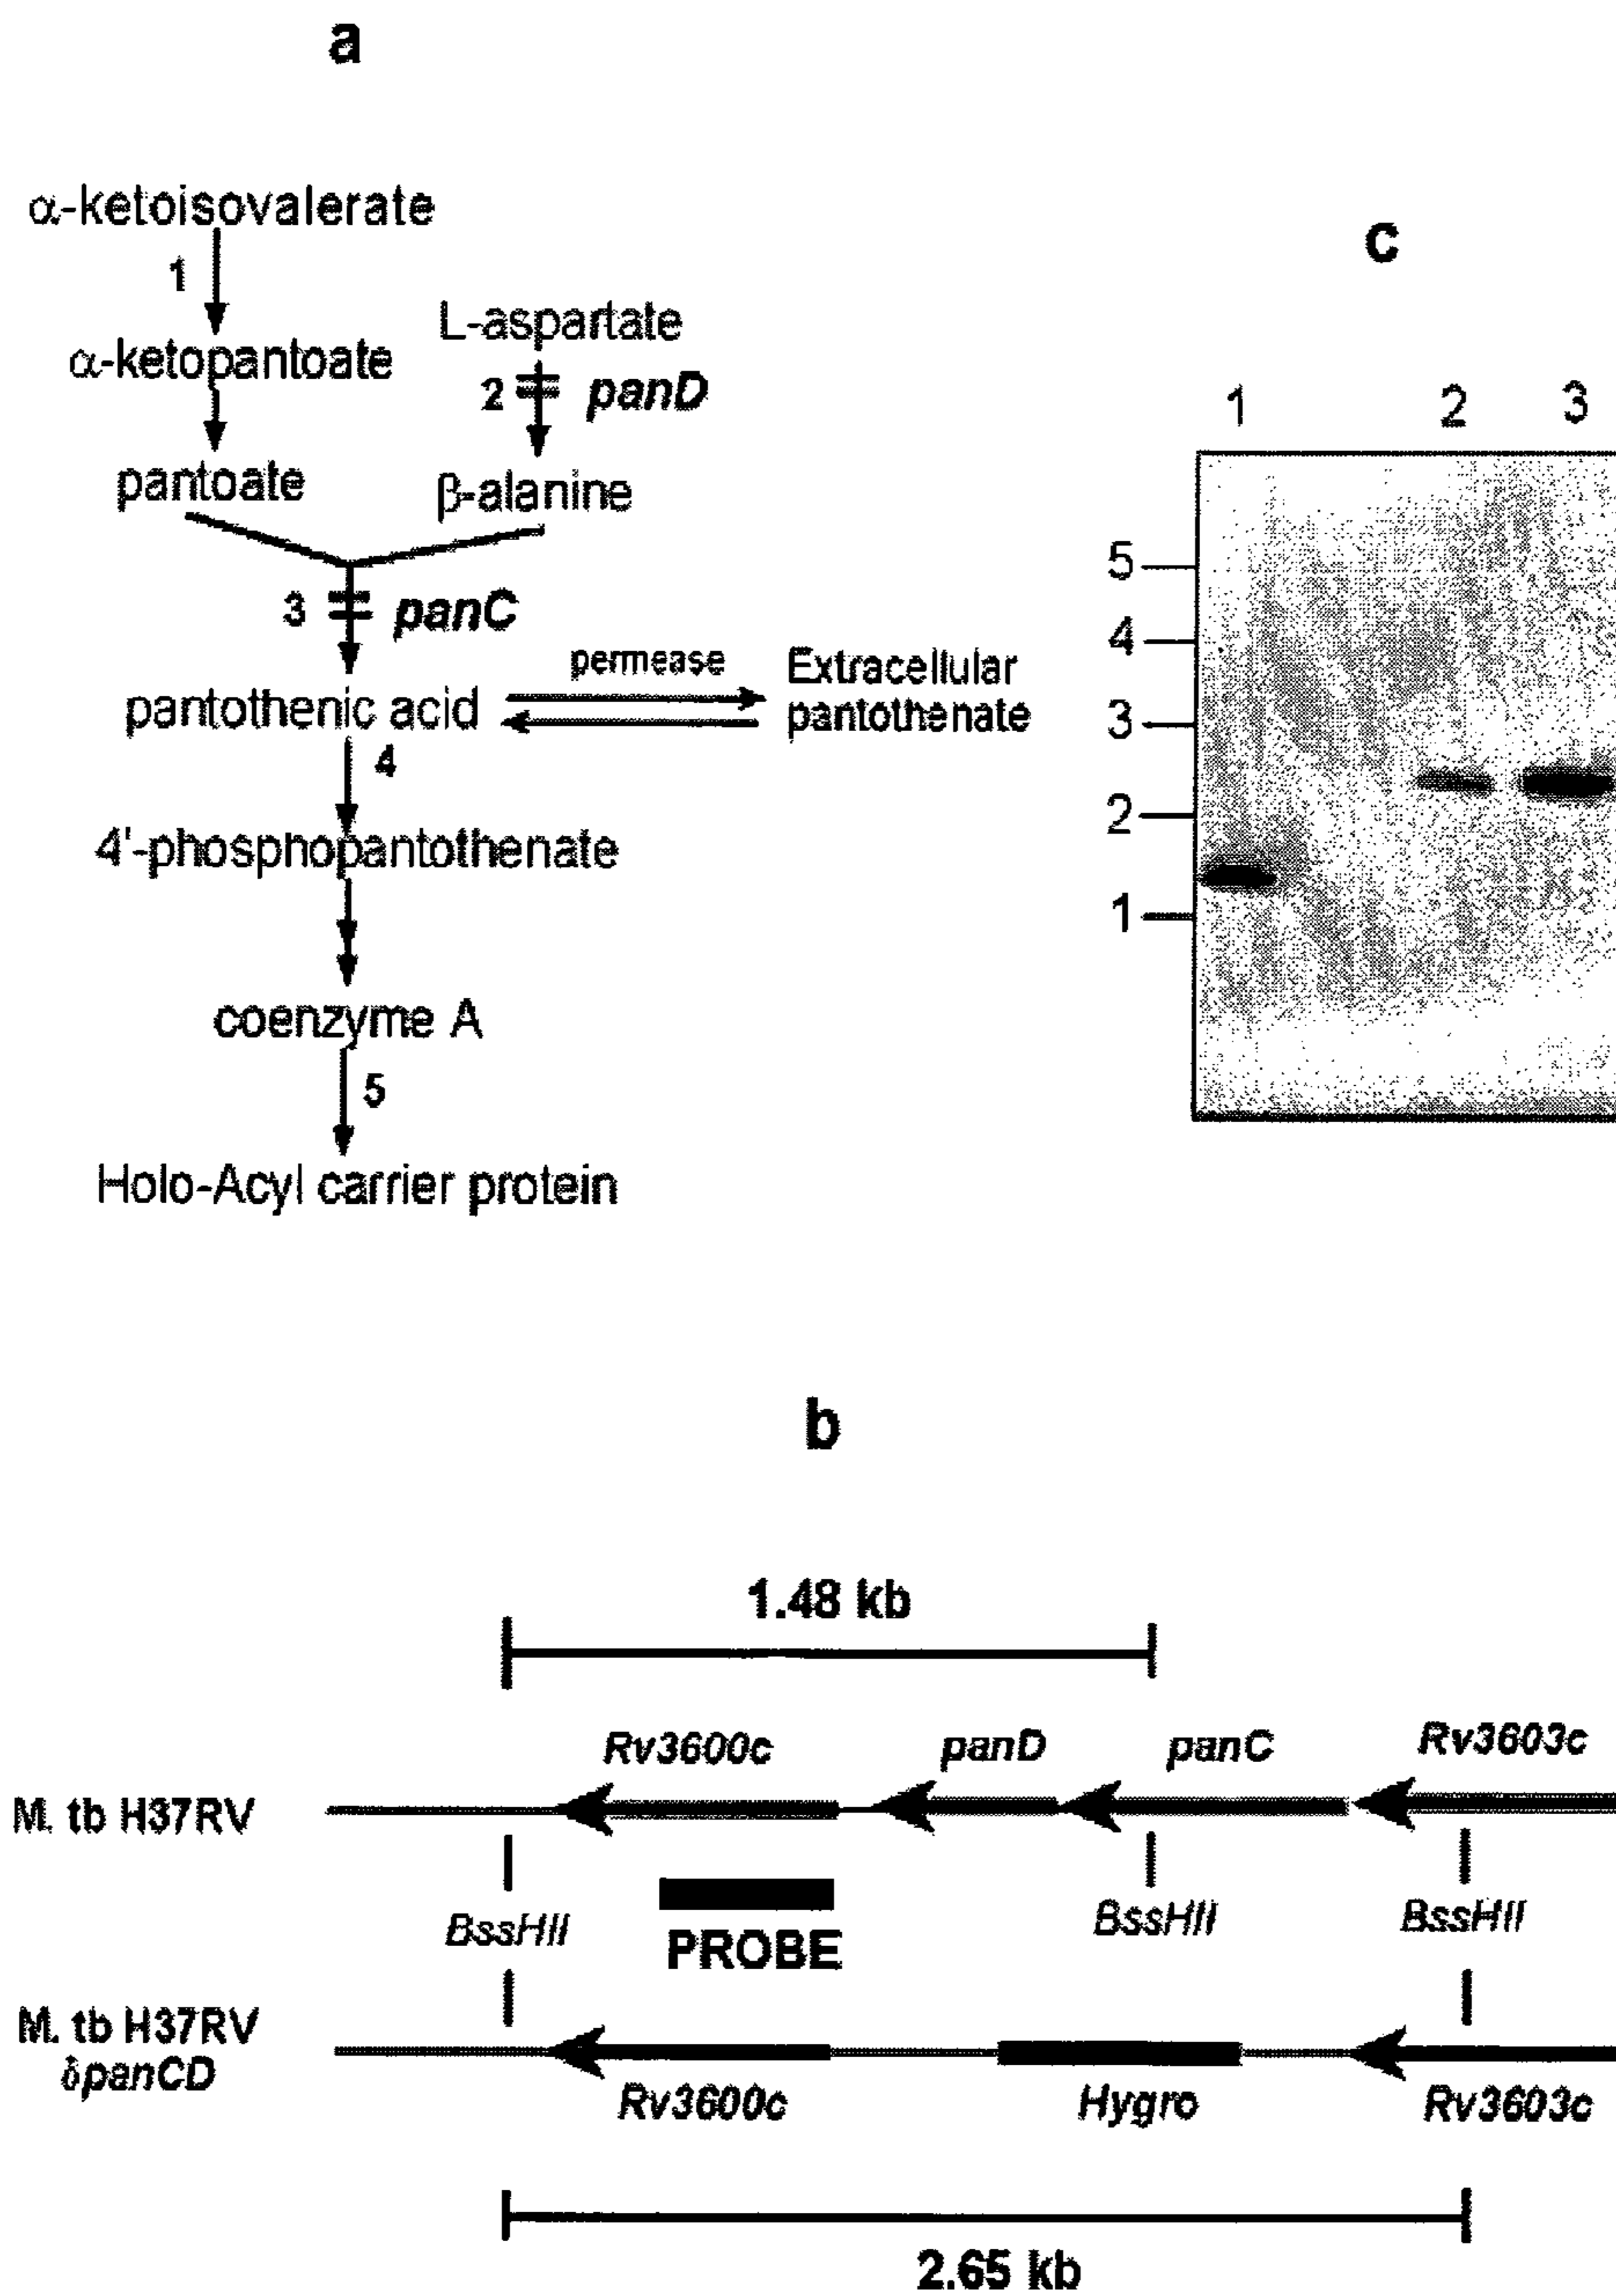 a
α-ketoisovalerate
1
α-ketopantoate
L-aspartate
2 panD
pantoate
β-alanine
3 panC
pantothenic acid
permease
Extracellular
pantothenate
4
4'-phosphopantothenate
coenzyme A
5
Holo-Acyl carrier protein
c
1 2 3
5
4
3
2
1
b
1.48 kb
Rv3600c panD panC Rv3603c
M. tb H37RV
BssHII BssHII BssHII
PROBE
M. tb H37RV
δpanCD
Rv3600c Hygro Rv3603c
2.65 kb